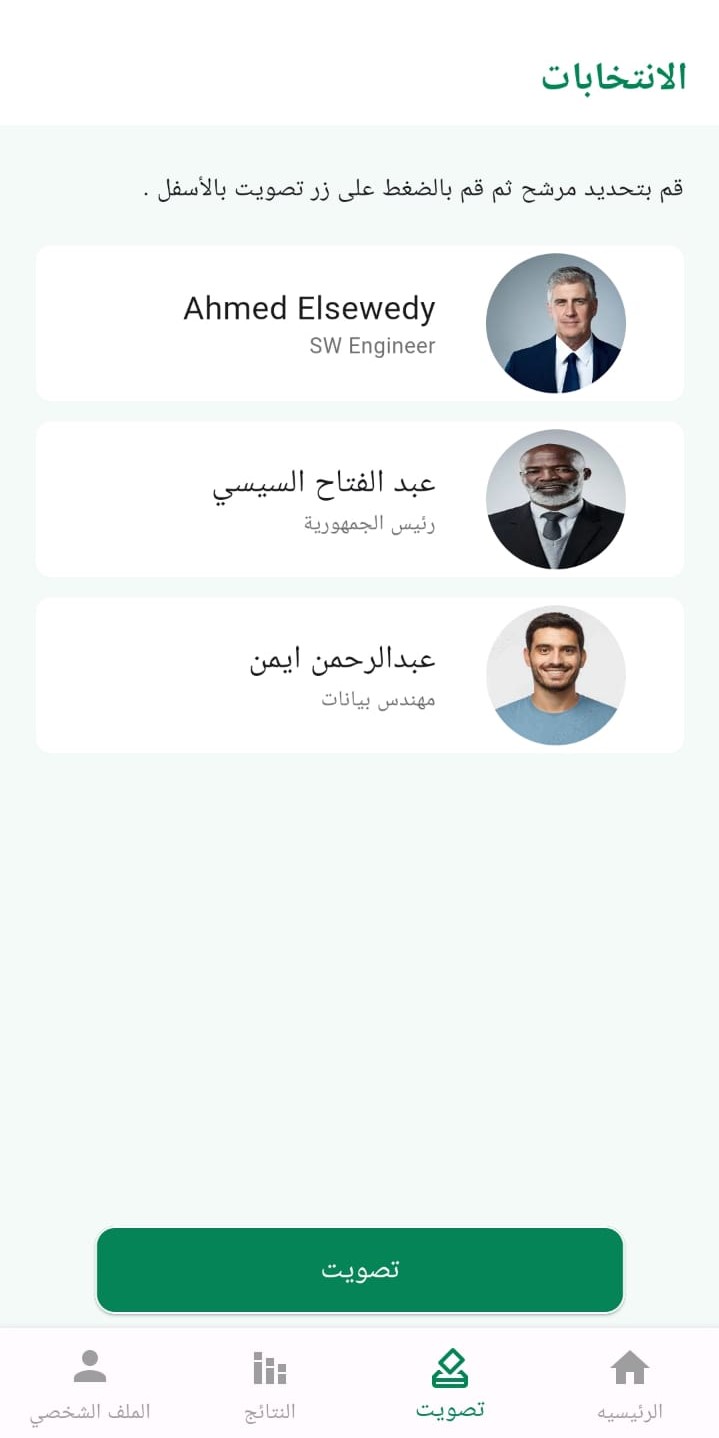 الانتخابات
قم بتحديد مرشح ثم قم بالضغط على زر تصويت بالأسفل .
Ahmed Elsewedy
SW Engineer
عبد الفتاح السيسي
رئيس الجمهورية
عبدالرحمن ايمن
مهندس بيانات
تصويت
الرئيسيه
تصويت
النتائج
الملف الشخصي